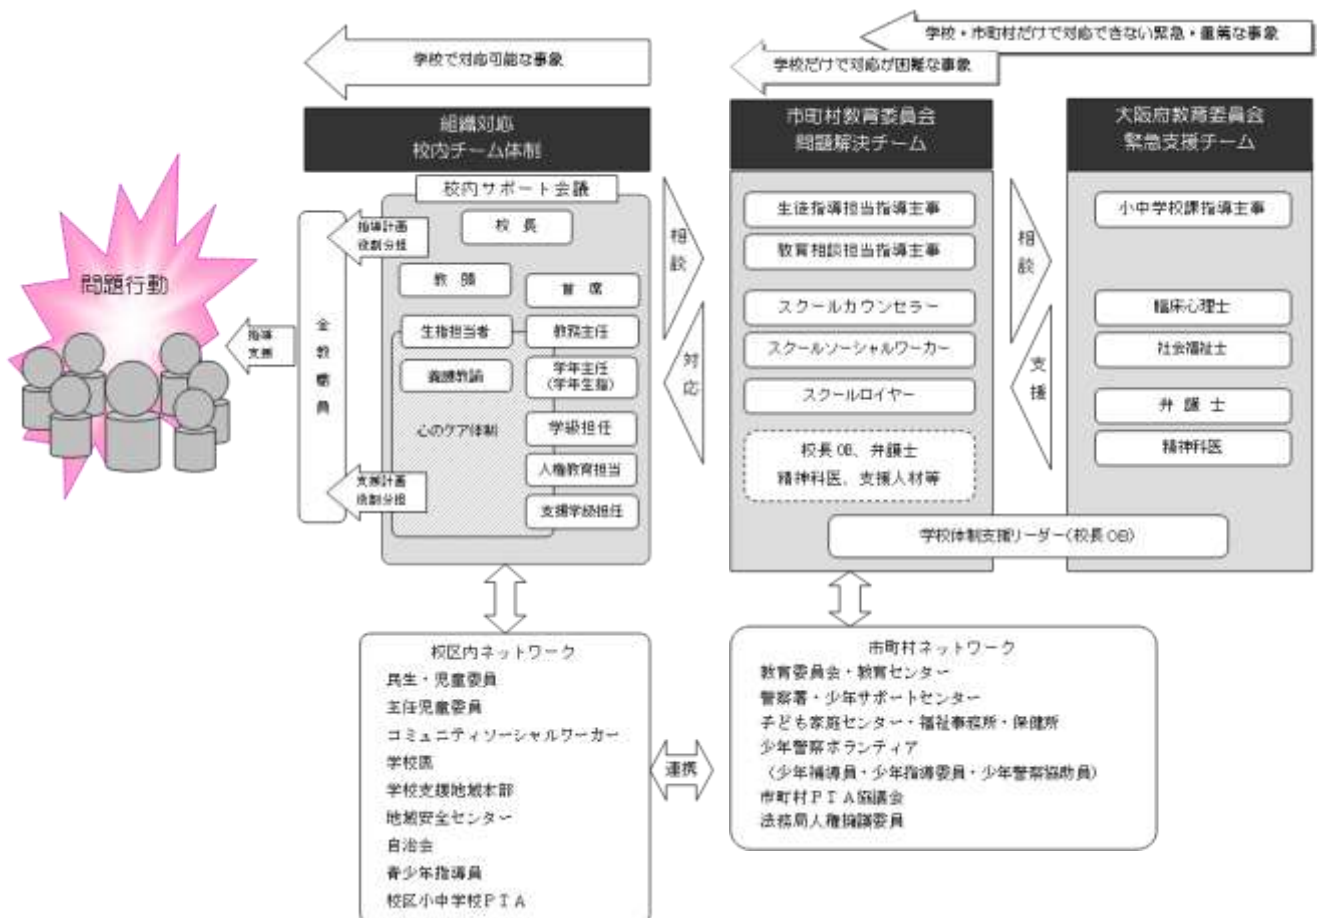 学校・市町村だけで対応できない緊急・重篤な事象
学校で対応可能な事象
学校だけで対応が困難な事象
組織対応
校内チーム体制
市町村教育委員会
問題解決チーム
大阪府教育委員会
緊急支援チーム
校内サポート会議
校長
指導計画
役割分担
教頭
首席
生指担当者
教務主任
養護教諭
学年主任
(学年生指)
心のケア体制
学級担任
人権教育担当
支援計画
役割分担
支援学級担任
問題行動
指導
支援
全教職員
相談
対応
生徒指導担当指導主事
教育相談担当指導主事
スクールカウンセラー
スクールソーシャルワーカー
スクールロイヤー
校長OB、弁護士
精神科医、支援人材等
相談
支援
小中学校課指導主事
臨床心理士
社会福祉士
弁護士
精神科医
学校体制支援リーダー(校長OB)
校区内ネットワーク
民生・児童委員
主任児童委員
コミュニティソーシャルワーカー
学校医
学校支援地域本部
地域安全センター
自治会
青少年指導員
校区小中学校PTA
連携
市町村ネットワーク
教育委員会・教育センター
警察署・少年サポートセンター
子ども家庭センター・福祉事務所・保健所
少年警察ボランティア
(少年補導員・少年指導委員・少年警察協助員)
市町村PTA協議会
法務局人権擁護委員